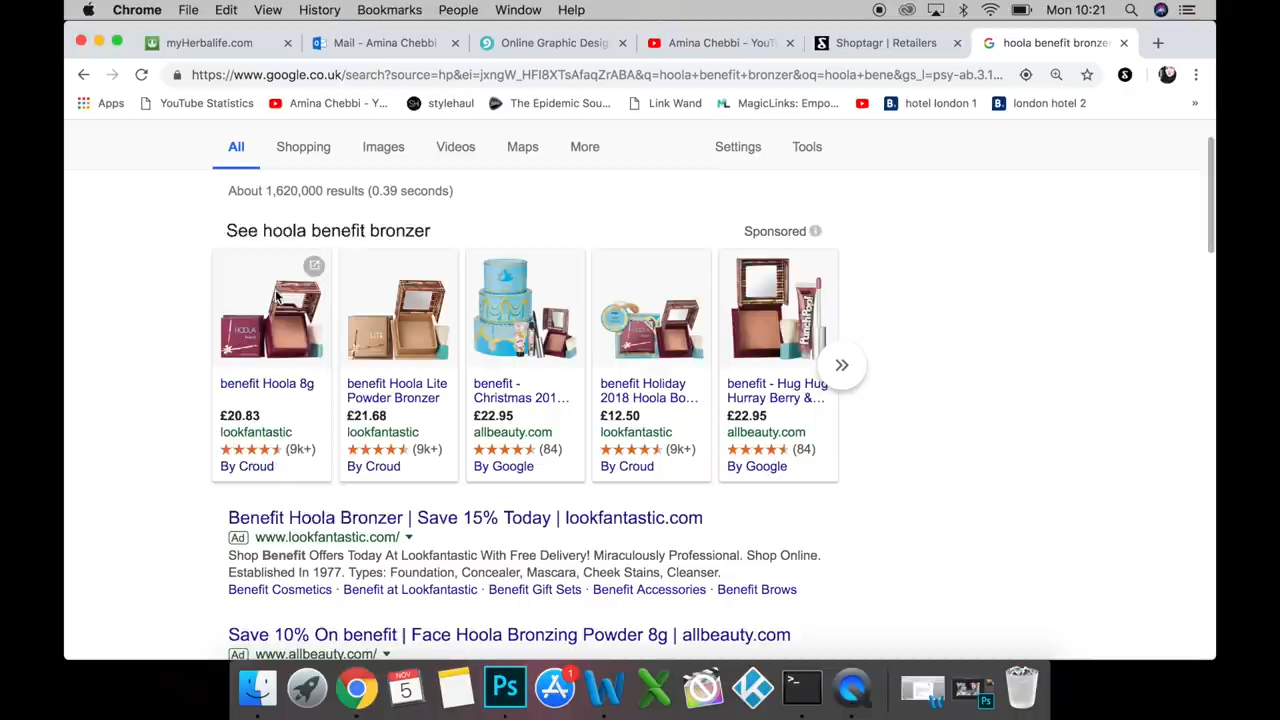 Chrome File Edit View History Bookmarks People Window Help Mon 10:21
myHerbalife.com Mail - Amina Chebbi Online Graphic Desig Amina Chebbi - YouT Shoptagr | Retailers hoola benefit bronzer
https://www.google.co.uk/search?source=hp&ei=jxngW_HFI8XTsAfaqZrABA&q=hoola+benefit+bronzer&oq=hoola+bene&gs_l=psy-ab.3.1...
Apps YouTube Statistics Amina Chebbi - Y... stylehaul The Epidemic Sou... Link Wand MagicLinks: Empo... hotel london 1 london hotel 2 »
All Shopping Images Videos Maps More Settings Tools
About 1,620,000 results (0.39 seconds)
See hoola benefit bronzer Sponsored
benefit Hoola 8g
£20.83
lookfantastic
(9k+)
By Croud
benefit Hoola Lite
Powder Bronzer
£21.68
lookfantastic
(9k+)
By Croud
benefit -
Christmas 201...
£22.95
allbeauty.com
(84)
By Google
benefit Holiday
2018 Hoola Bo...
£12.50
lookfantastic
(9k+)
By Croud
benefit - Hug Hug
Hurray Berry &...
£22.95
allbeauty.com
(84)
By Google
Benefit Hoola Bronzer | Save 15% Today | lookfantastic.com
Ad www.lookfantastic.com/
Shop Benefit Offers Today At Lookfantastic With Free Delivery! Miraculously Professional. Shop Online.
Established In 1977. Types: Foundation, Concealer, Mascara, Cheek Stains, Cleanser.
Benefit Cosmetics · Benefit at Lookfantastic · Benefit Gift Sets · Benefit Accessories · Benefit Brows
Save 10% On benefit | Face Hoola Bronzing Powder 8g | allbeauty.com
Ad www.allbeauty.com/
NOV
5
Ps
1